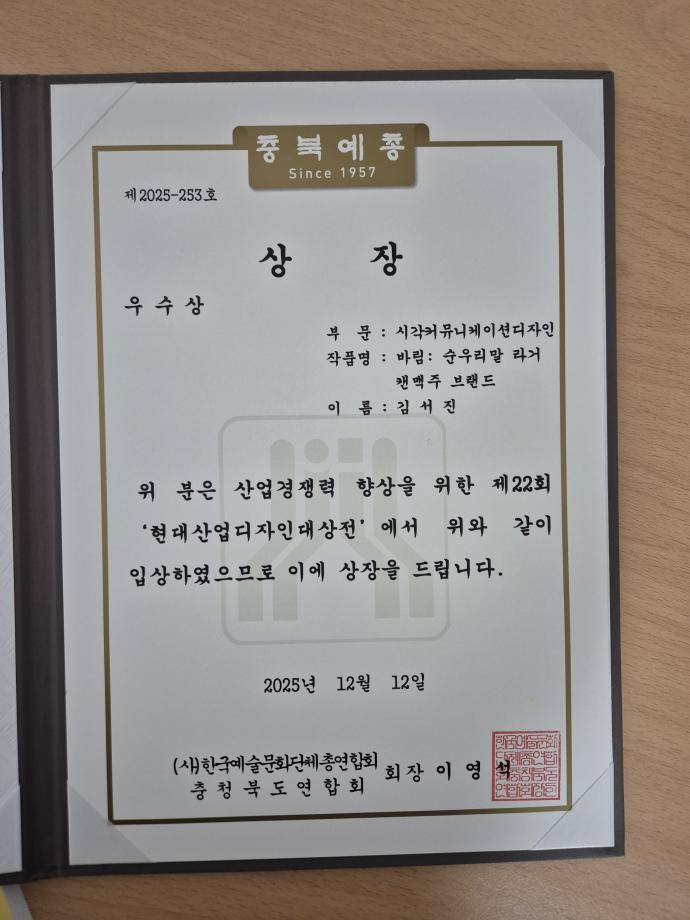 충북예총
Since 1957
제2025-253호
상 장
우수상
부 문 : 시각커뮤니케이션디자인
작품명 : 바림: 순우리말 라거
캔맥주 브랜드
이 름 : 김 서 진
위 분은 산업경쟁력 향상을 위한 제22회
‘현대산업디자인대상전’에서 위와 같이
입상하였으므로 이에 상장을 드립니다.
2025년 12월 12일
(사)한국예술문화단체총연합회
충청북도연합회 회장 이 영 석